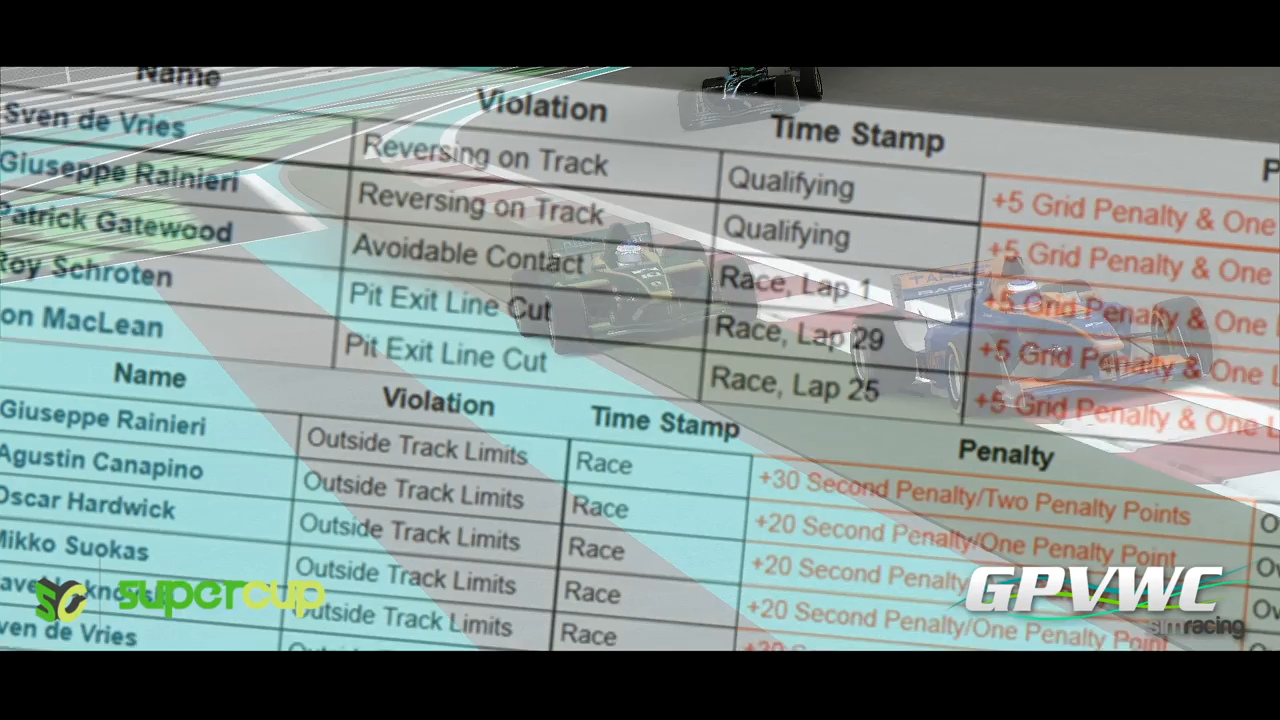 Name Violation Time Stamp
Sven de Vries Reversing on Track Qualifying +5 Grid Penalty & One
Giuseppe Rainieri Reversing on Track Qualifying +5 Grid Penalty & One
Patrick Gatewood Avoidable Contact Race, Lap 1 +5 Grid Penalty & One
Roy Schroten Pit Exit Line Cut Race, Lap 29 +5 Grid Penalty & One
on MacLean Pit Exit Line Cut Race, Lap 25 +5 Grid Penalty & One
Name Violation Time Stamp Penalty
Giuseppe Rainieri Outside Track Limits Race +30 Second Penalty/Two Penalty Points
Agustin Canapino Outside Track Limits Race +20 Second Penalty/One Penalty Point
Oscar Hardwick Outside Track Limits Race +20 Second Penalty
Mikko Suokas Outside Track Limits Race +20 Second Penalty/One Penalty Point
Outside Track Limits Race
ven de Vries
supercup
GPVWC
simracing